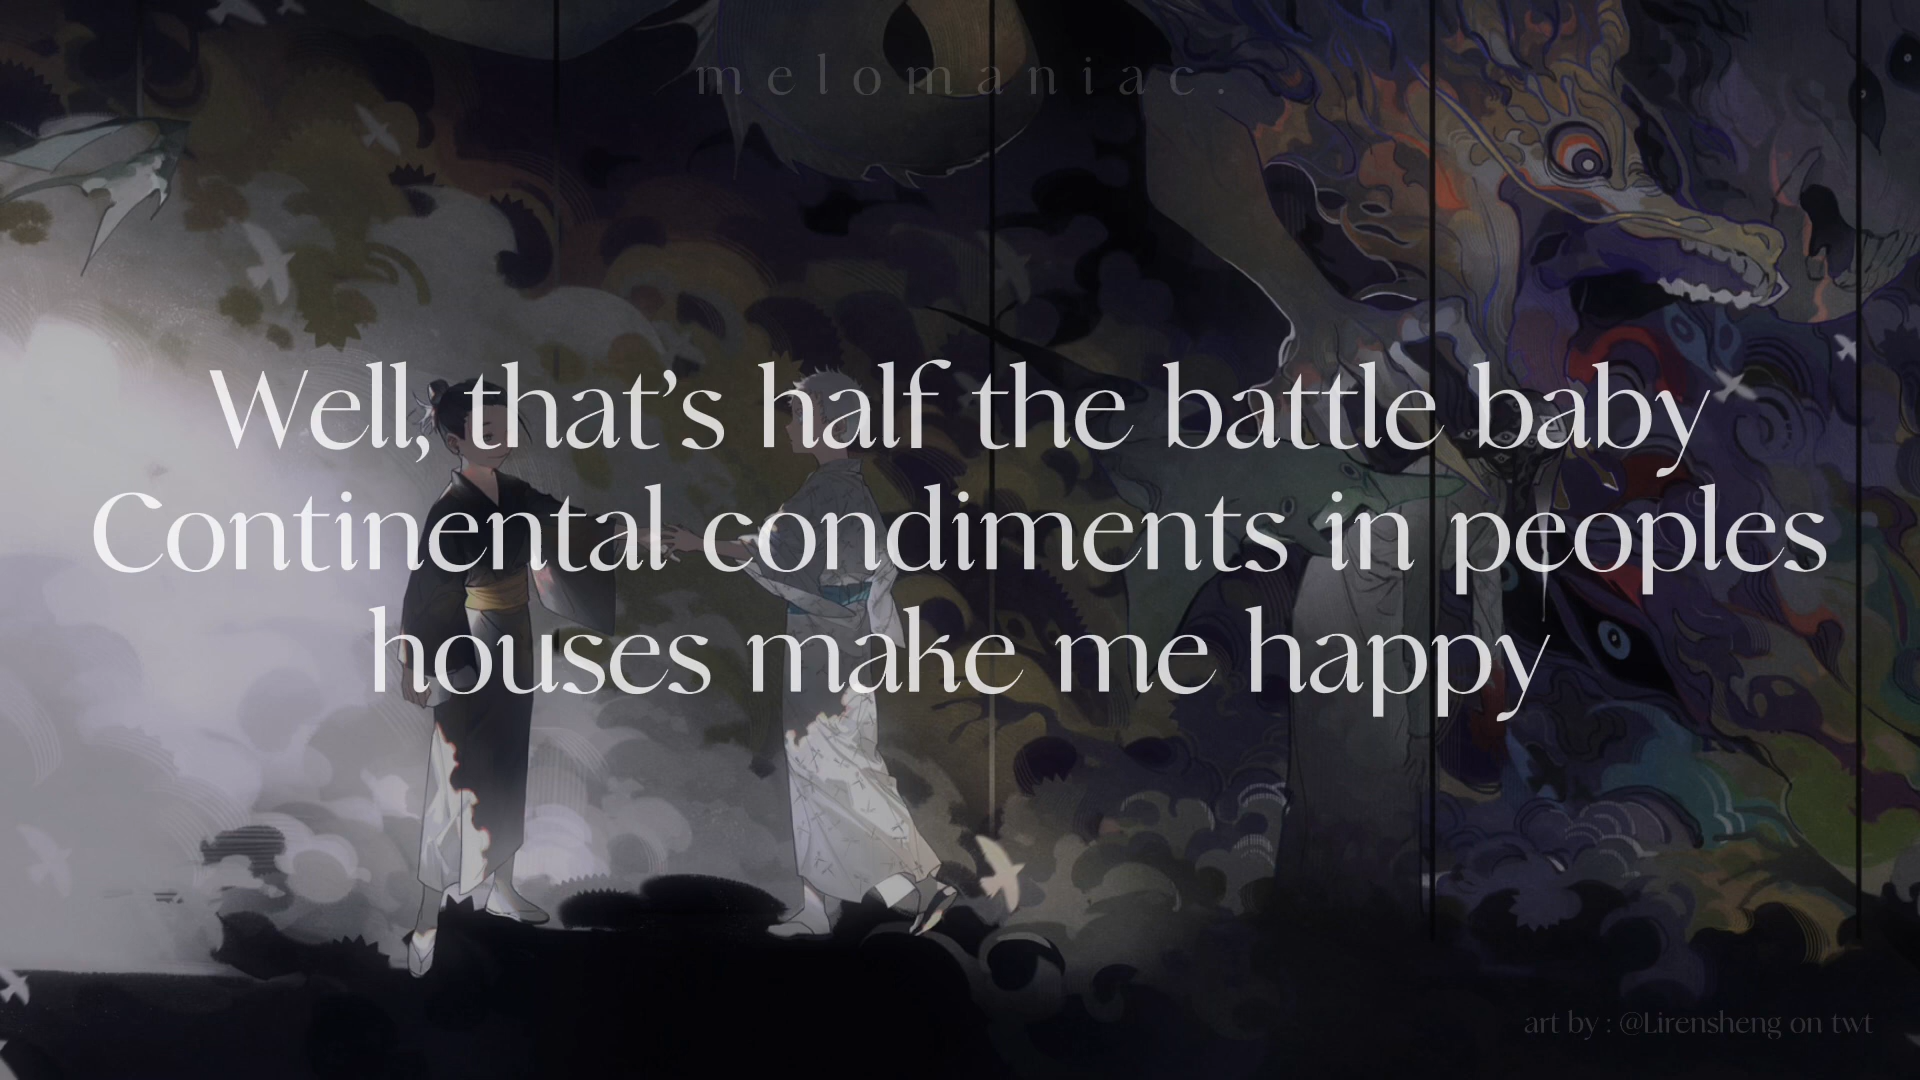 melomaniac.
Well, that's half the battle baby
Continental condiments in peoples
houses make me happy
art by : @Lirensheng on twt